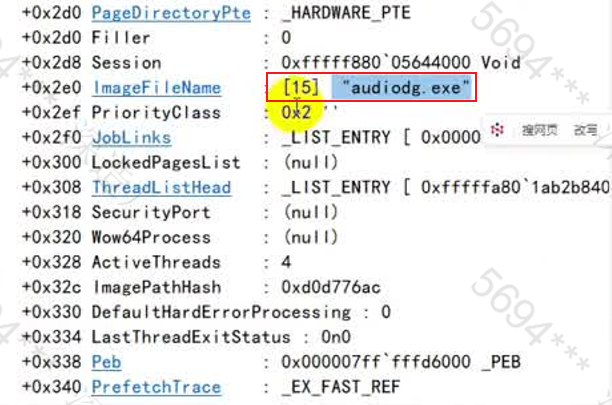 +0x2d0 PageDirectoryPte : _HARDWARE_PTE
+0x2d0 Filler : 0
+0x2d8 Session : 0xfffff880`05644000 Void
+0x2e0 ImageFileName : [15] "audiodg.exe"
+0x2ef PriorityClass : 0x2 ''
+0x2f0 JobLinks : _LIST_ENTRY [ 0x0000
搜网页 改写
+0x300 LockedPagesList : (null)
+0x308 ThreadListHead : _LIST_ENTRY [ 0xfffffa80`1ab2b840
+0x318 SecurityPort : (null)
+0x320 Wow64Process : (null)
+0x328 ActiveThreads : 4
+0x32c ImagePathHash : 0xd0d776ac
+0x330 DefaultHardErrorProcessing : 0
+0x334 LastThreadExitStatus : 0n0
+0x338 Peb : 0x000007ff`fffd6000 _PEB
+0x340 PrefetchTrace : _EX_FAST_REF
5694***
5694***